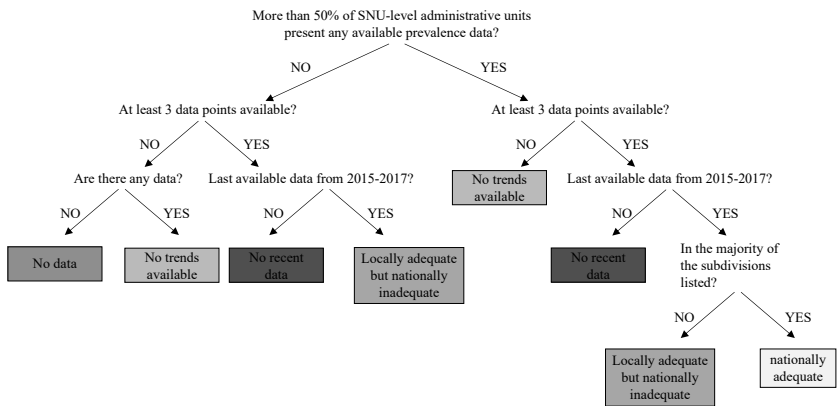 More than 50% of SNU-level administrative units
present any available prevalence data?
NO
YES
At least 3 data points available?
At least 3 data points available?
NO
YES
NO
YES
Are there any data?
Last available data from 2015-2017?
No trends
available
Last available data from 2015-2017?
NO
YES
NO
YES
NO
YES
No data
No trends
available
No recent
data
Locally adequate
but nationally
inadequate
No recent
data
In the majority of
the subdivisions
listed?
NO
YES
Locally adequate
but nationally
inadequate
nationally
adequate